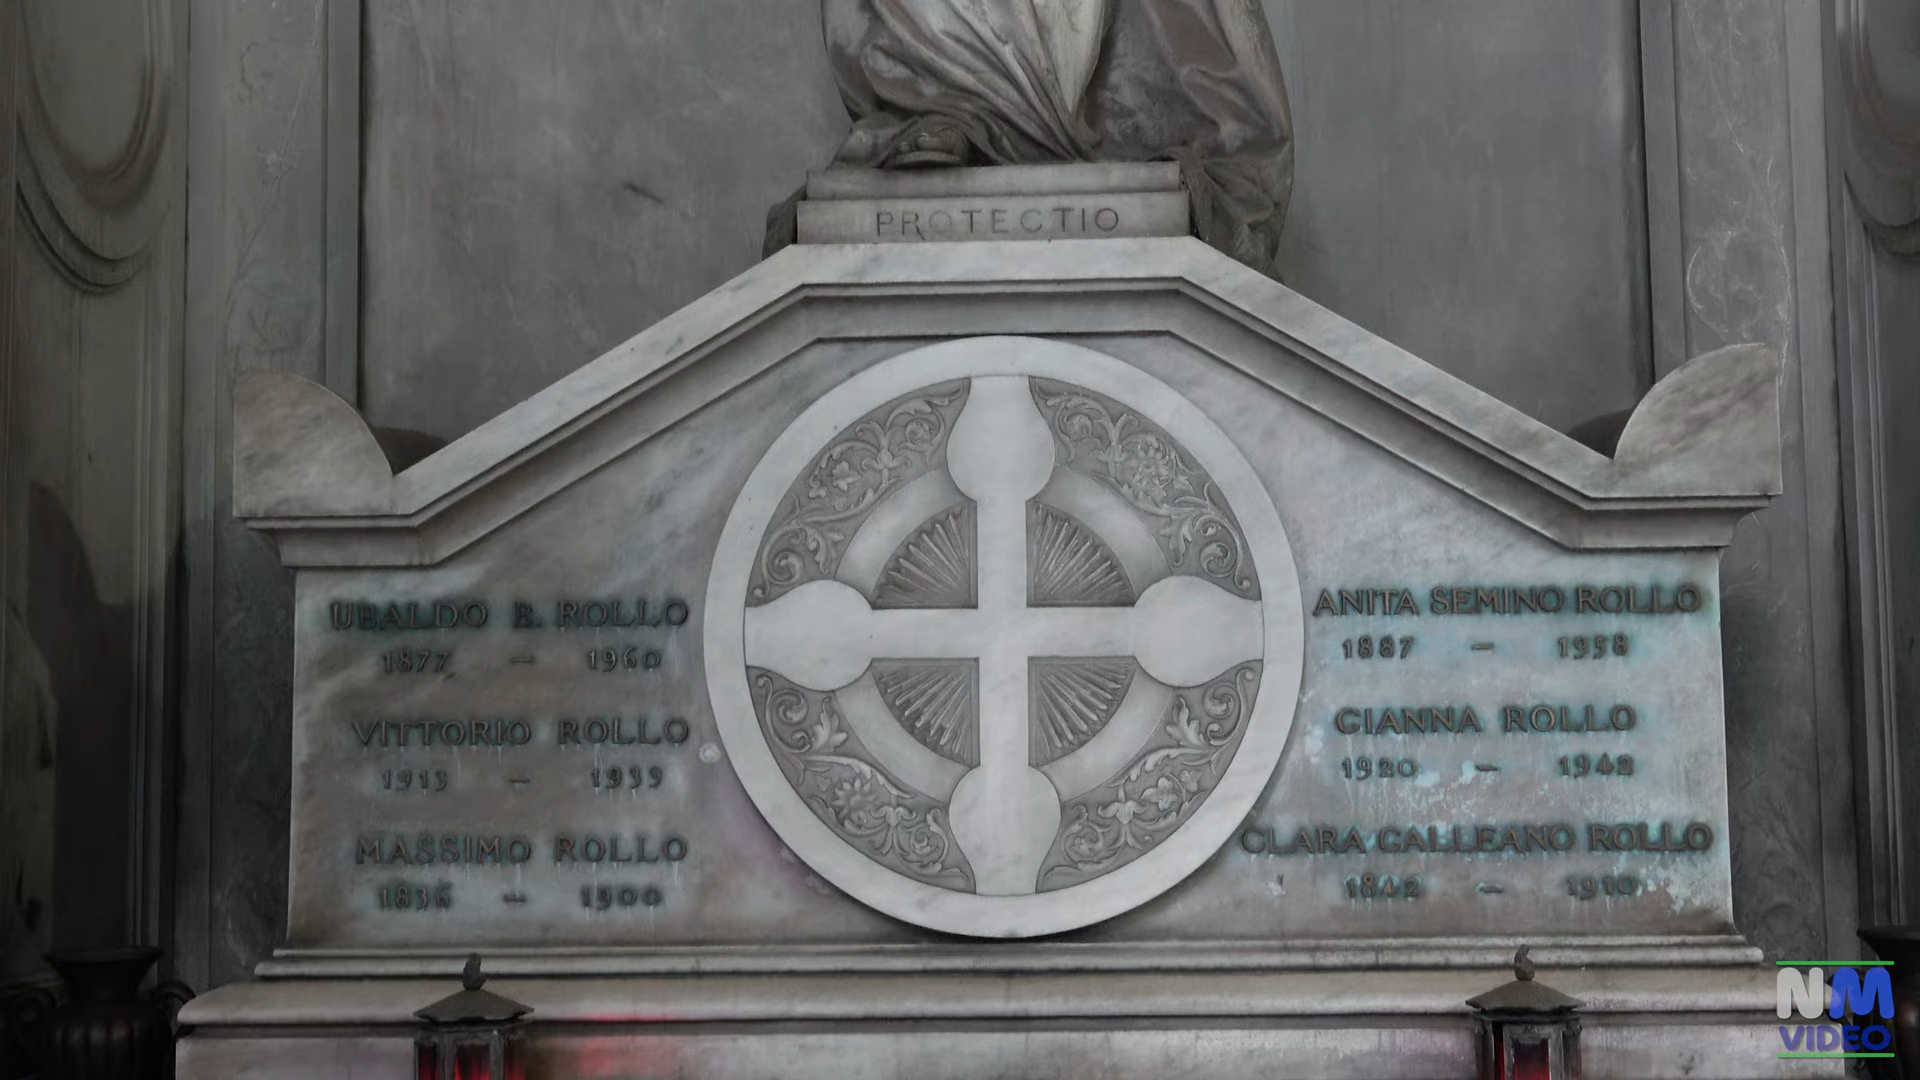 PROTECTIO
UBALDO B. ROLLO
1877 – 1960
VITTORIO ROLLO
1913 – 1939
MASSIMO ROLLO
1836 – 1900
ANITA SEMINO ROLLO
1887 – 1958
GIANNA ROLLO
1920 – 1942
CLARA GALLEANO ROLLO
1842 – 1910
NM
VIDEO